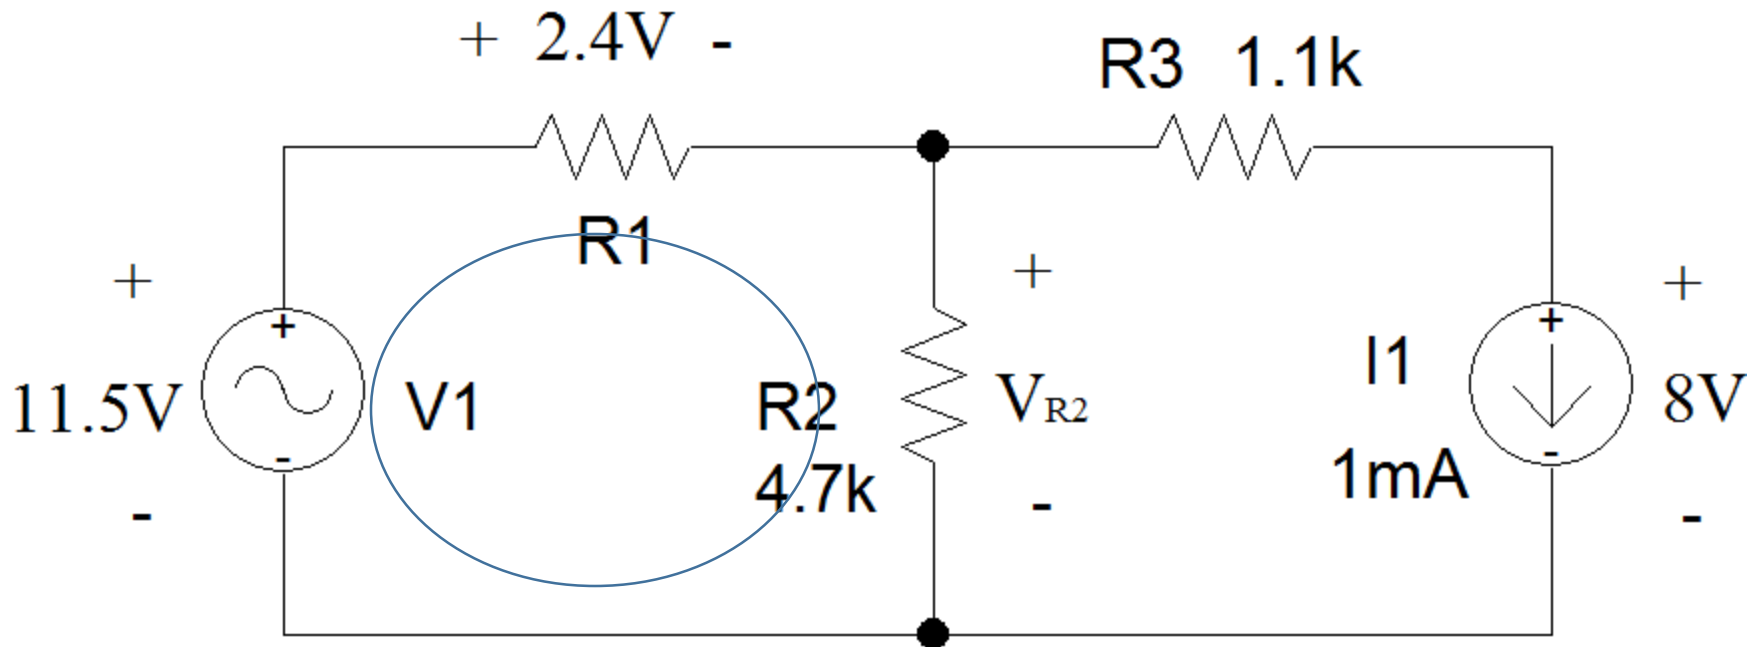 + 2.4V -
R3 1.1k
R1
+
11.5V
-
+
-
V1
R2
4.7k
+
VR2
-
I1
1mA
+
-
+
8V
-